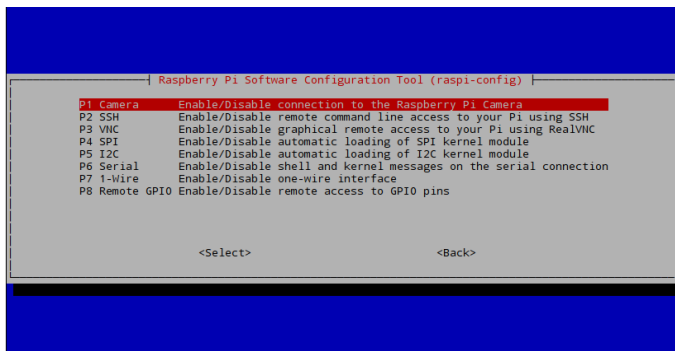 Raspberry Pi Software Configuration Tool (raspi-config)
P1 Camera Enable/Disable connection to the Raspberry Pi Camera
P2 SSH Enable/Disable remote command line access to your Pi using SSH
P3 VNC Enable/Disable graphical remote access to your Pi using RealVNC
P4 SPI Enable/Disable automatic loading of SPI kernel module
P5 I2C Enable/Disable automatic loading of I2C kernel module
P6 Serial Enable/Disable shell and kernel messages on the serial connection
P7 1-Wire Enable/Disable one-wire interface
P8 Remote GPIO Enable/Disable remote access to GPIO pins
<Select> <Back>